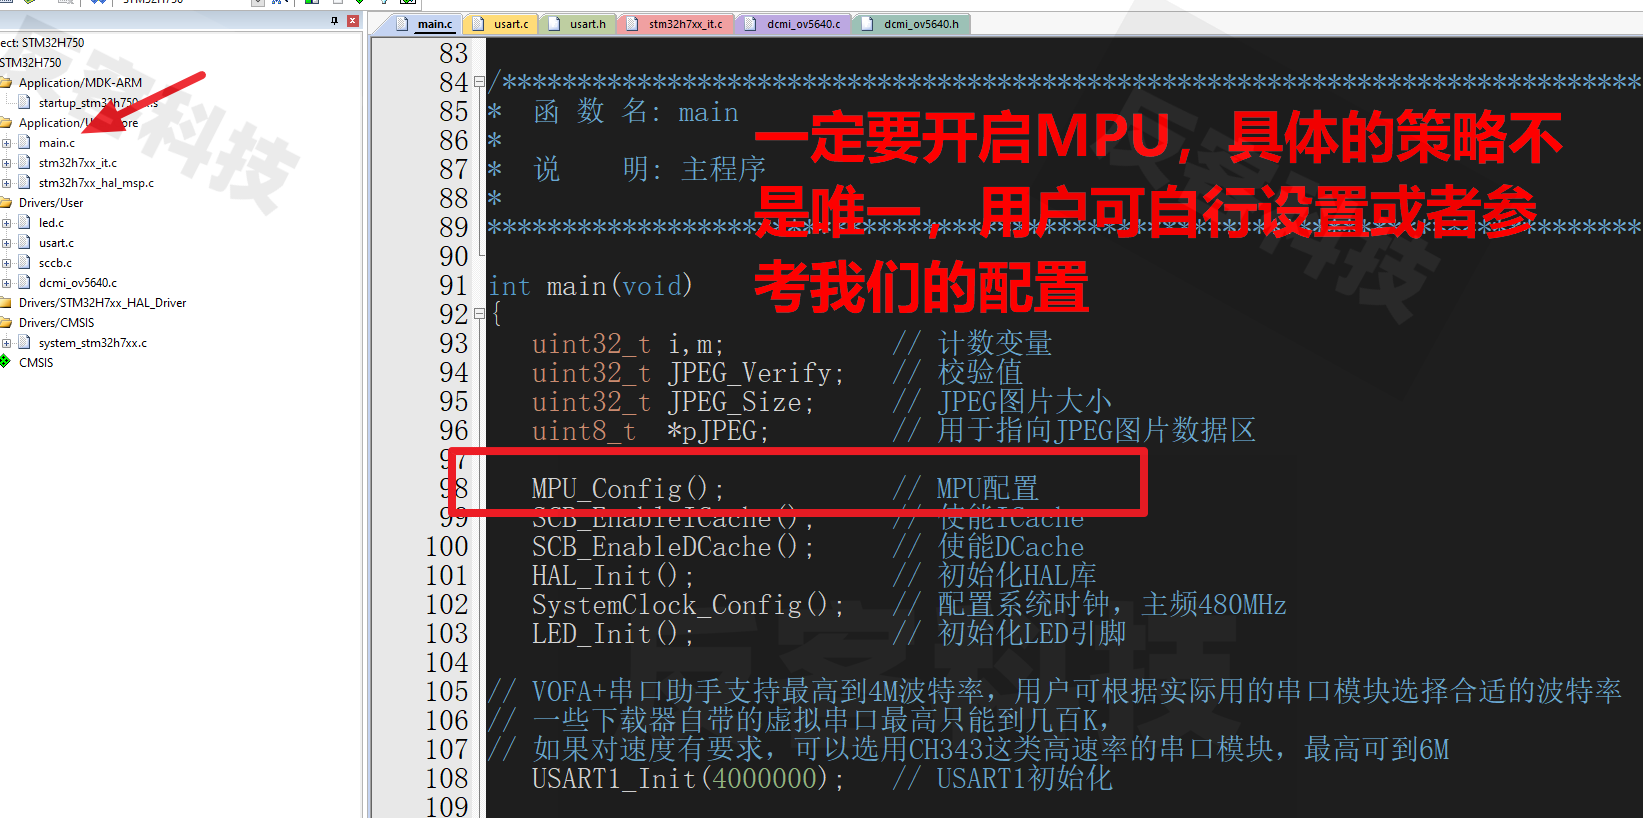 main.c
usart.c
usart.h
stm32h7xx_it.c
dcmi_ov5640.c
dcmi_ov5640.h
ect: STM32H750
STM32H750
Application/MDK-ARM
startup_stm32h750
Application/
main.c
stm32h7xx_it.c
stm32h7xx_hal_msp.c
Drivers/User
led.c
usart.c
sccb.c
dcmi_ov5640.c
Drivers/STM32H7xx_HAL_Driver
Drivers/CMSIS
system_stm32h7xx.c
CMSIS
83
84 /****************************************************************************
85 * 函 数 名: main
86 *
87 * 说 明: 主程序
88 *
89 *****************************************************************************
90
91 int main(void)
92 {
93 uint32_t i,m; // 计数变量
94 uint32_t JPEG_Verify; // 校验值
95 uint32_t JPEG_Size; // JPEG图片大小
96 uint8_t *pJPEG; // 用于指向JPEG图片数据区
97
98 MPU_Config(); // MPU配置
99 SCB_EnableICache(); // 使能ICache
100 SCB_EnableDCache(); // 使能DCache
101 HAL_Init(); // 初始化HAL库
102 SystemClock_Config(); // 配置系统时钟，主频480MHz
103 LED_Init(); // 初始化LED引脚
104
105 // VOFA+串口助手支持最高到4M波特率，用户可根据实际用的串口模块选择合适的波特率
106 // 一些下载器自带的虚拟串口最高只能到几百K，
107 // 如果对速度有要求，可以选用CH343这类高速率的串口模块，最高可到6M
108 USART1_Init(4000000); // USART1初始化
109
一定要开启MPU，具体的策略不
是唯一，用户可自行设置或者参
考我们的配置
反客科技
反客科技
反客科技